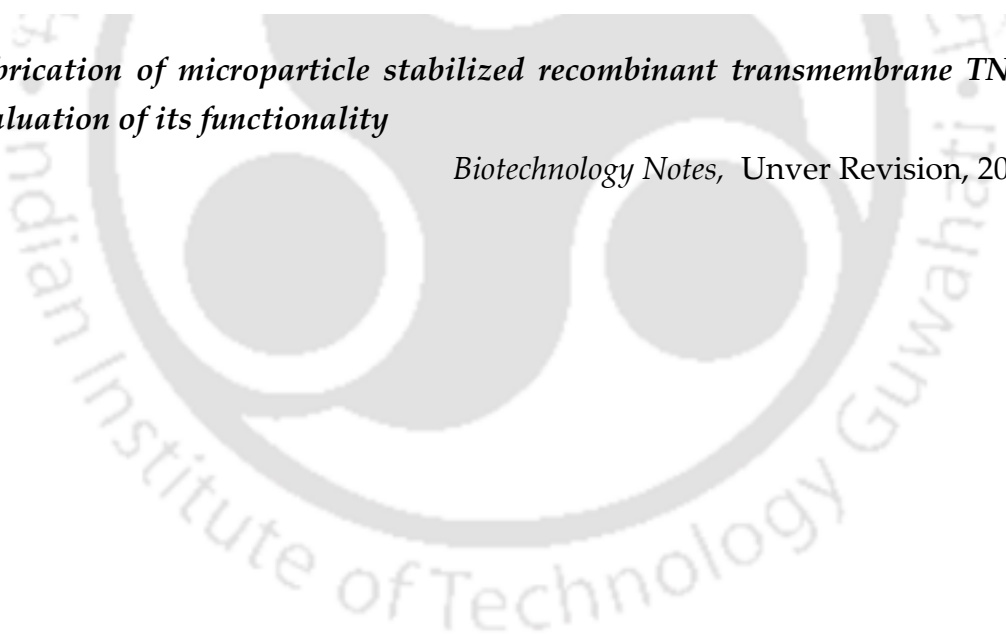 brication of microparticle stabilized recombinant transmembrane TN
aluation of its functionality
Biotechnology Notes, Unver Revision, 20
Indian Institute of Technology Guwahati